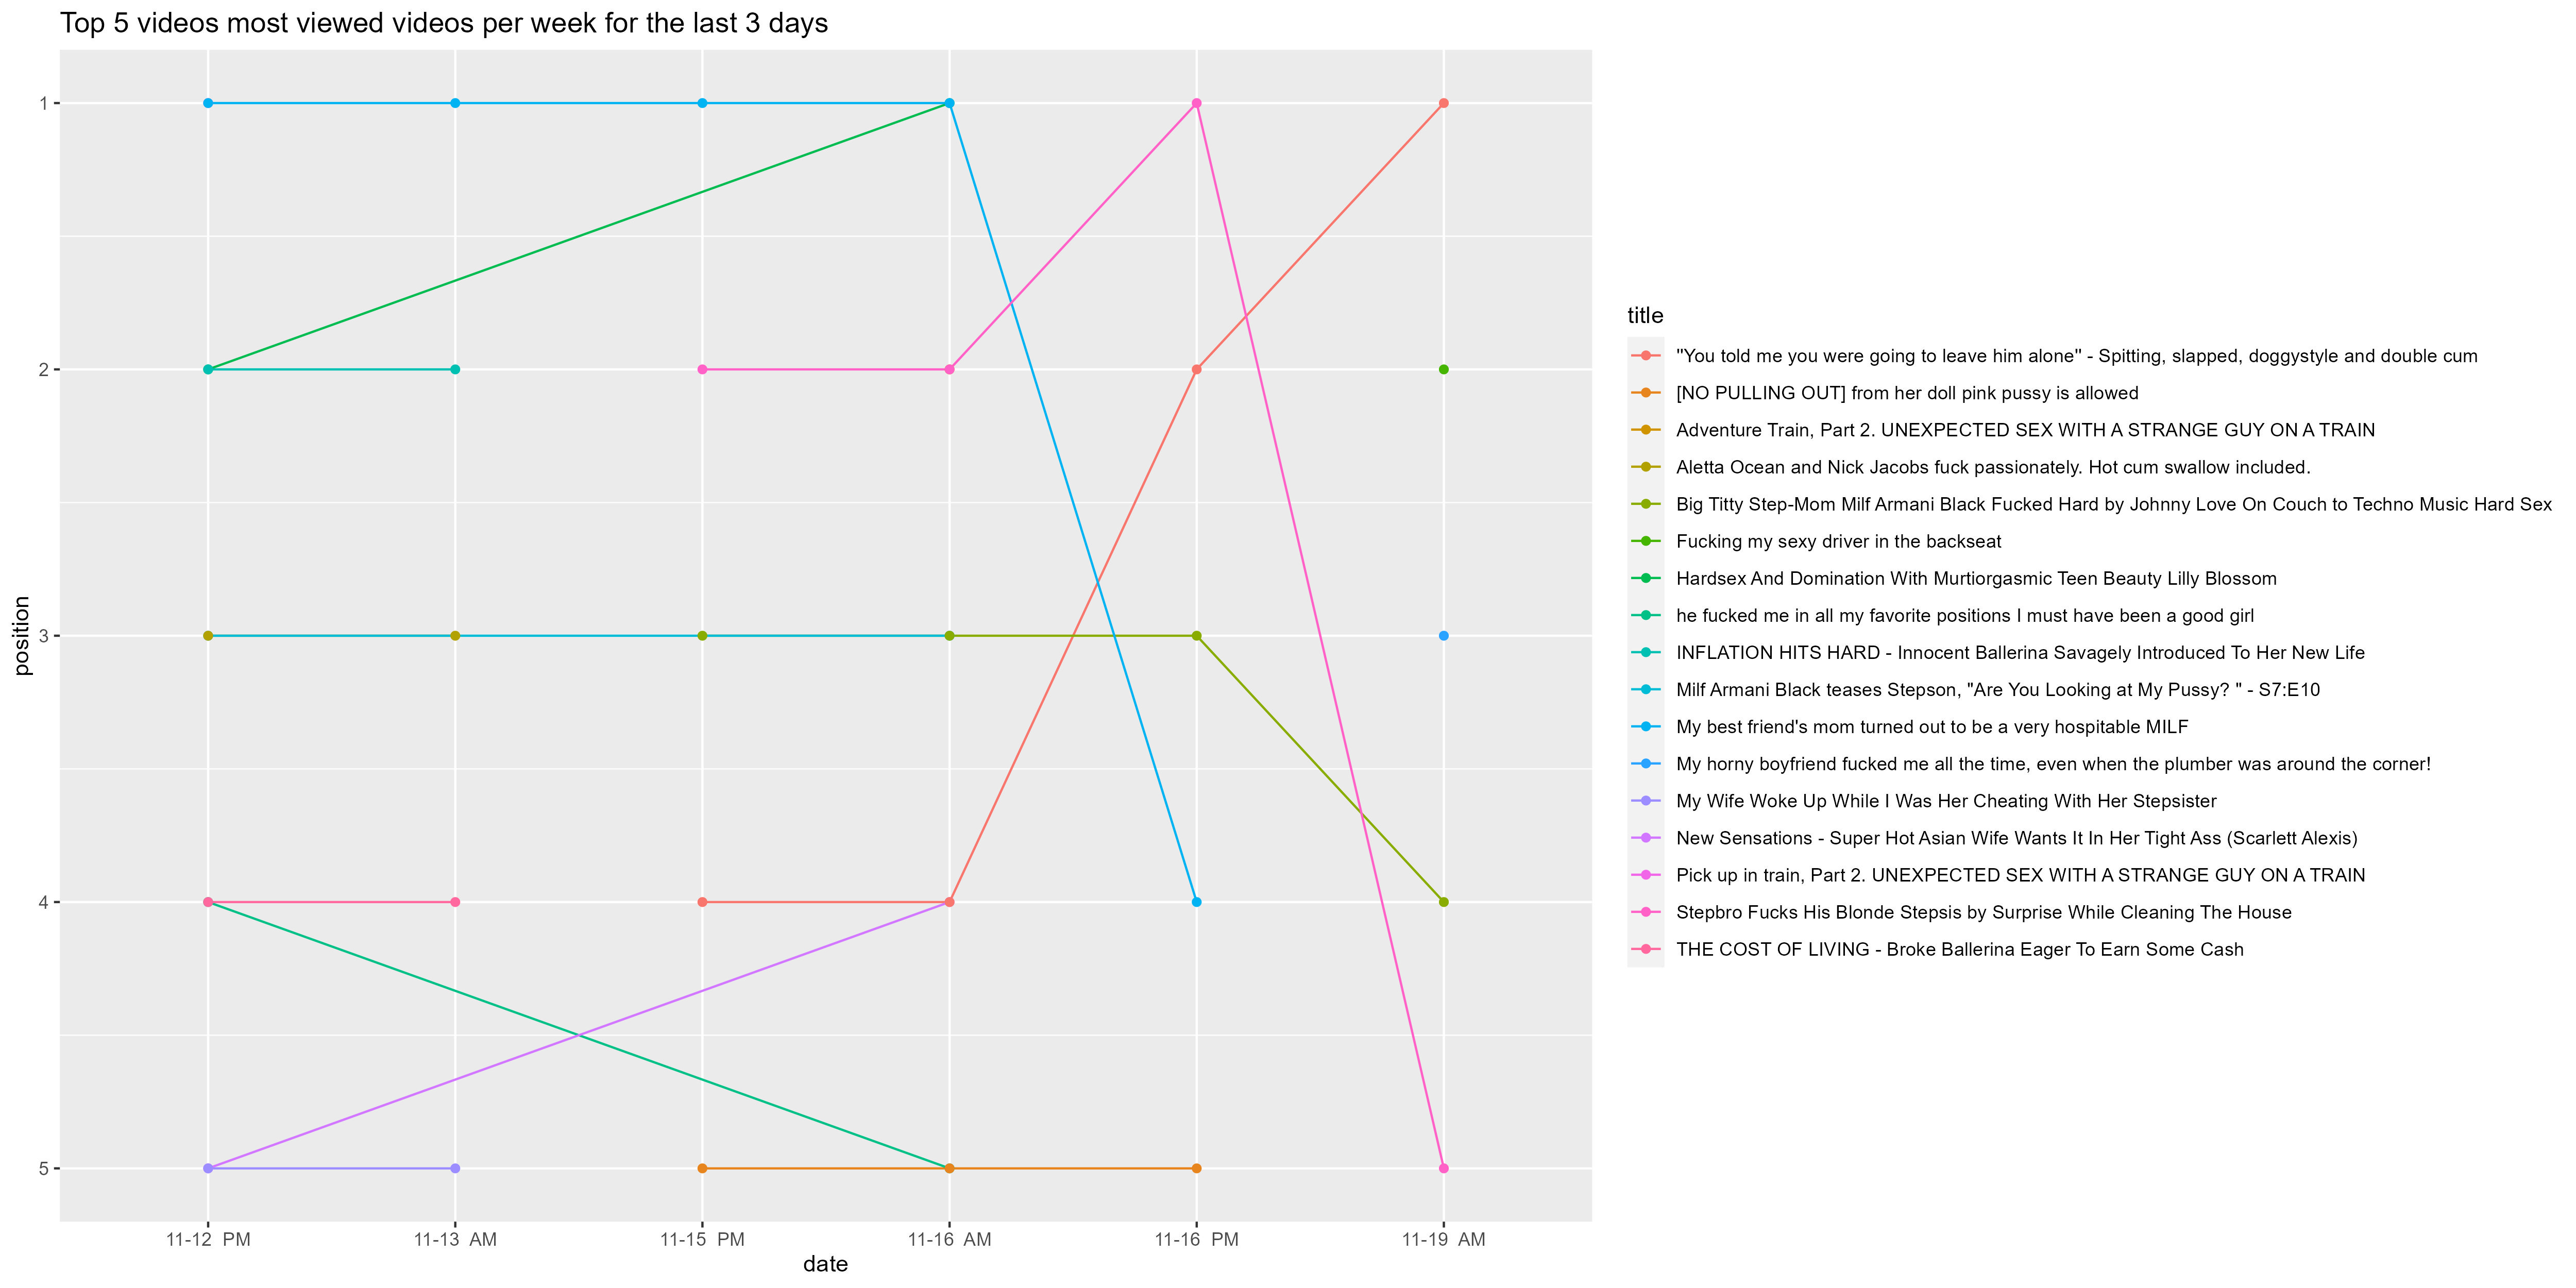 Top 5 videos most viewed videos per week for the last 3 days
position
1
2
3
4
5
11-12 PM
11-13 AM
11-15 PM
11-16 AM
11-16 PM
11-19 AM
date
title
"You told me you were going to leave him alone" - Spitting, slapped, doggystyle and double cum
[NO PULLING OUT] from her doll pink pussy is allowed
Adventure Train, Part 2. UNEXPECTED SEX WITH A STRANGE GUY ON A TRAIN
Aletta Ocean and Nick Jacobs fuck passionately. Hot cum swallow included.
Big Titty Step-Mom Milf Armani Black Fucked Hard by Johnny Love On Couch to Techno Music Hard Sex
Fucking my sexy driver in the backseat
Hardsex And Domination With Murtiorgasmic Teen Beauty Lilly Blossom
he fucked me in all my favorite positions I must have been a good girl
INFLATION HITS HARD - Innocent Ballerina Savagely Introduced To Her New Life
Milf Armani Black teases Stepson, "Are You Looking at My Pussy? " - S7:E10
My best friend's mom turned out to be a very hospitable MILF
My horny boyfriend fucked me all the time, even when the plumber was around the corner!
My Wife Woke Up While I Was Her Cheating With Her Stepsister
New Sensations - Super Hot Asian Wife Wants It In Her Tight Ass (Scarlett Alexis)
Pick up in train, Part 2. UNEXPECTED SEX WITH A STRANGE GUY ON A TRAIN
Stepbro Fucks His Blonde Stepsis by Surprise While Cleaning The House
THE COST OF LIVING - Broke Ballerina Eager To Earn Some Cash